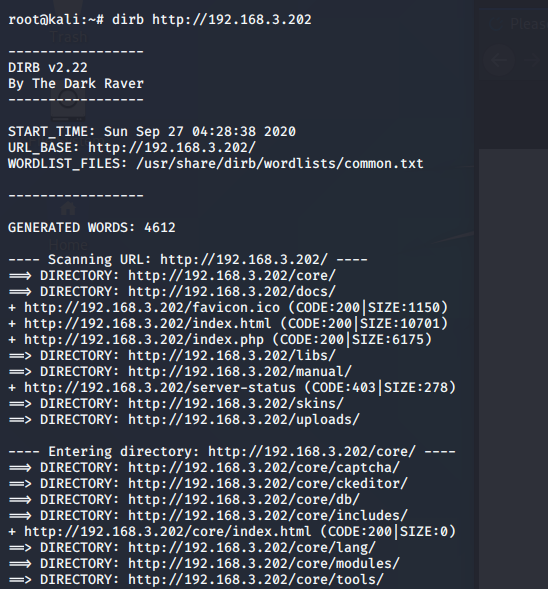 root@kali:~# dirb http://192.168.3.202
-----------------
DIRB v2.22
By The Dark Raver
-----------------
START_TIME: Sun Sep 27 04:28:38 2020
URL_BASE: http://192.168.3.202/
WORDLIST_FILES: /usr/share/dirb/wordlists/common.txt
-----------------
GENERATED WORDS: 4612
---- Scanning URL: http://192.168.3.202/ ----
==> DIRECTORY: http://192.168.3.202/core/
==> DIRECTORY: http://192.168.3.202/docs/
+ http://192.168.3.202/favicon.ico (CODE:200|SIZE:1150)
+ http://192.168.3.202/index.html (CODE:200|SIZE:10701)
+ http://192.168.3.202/index.php (CODE:200|SIZE:6175)
==> DIRECTORY: http://192.168.3.202/libs/
==> DIRECTORY: http://192.168.3.202/manual/
+ http://192.168.3.202/server-status (CODE:403|SIZE:278)
==> DIRECTORY: http://192.168.3.202/skins/
==> DIRECTORY: http://192.168.3.202/uploads/
---- Entering directory: http://192.168.3.202/core/ ----
==> DIRECTORY: http://192.168.3.202/core/captcha/
==> DIRECTORY: http://192.168.3.202/core/ckeditor/
==> DIRECTORY: http://192.168.3.202/core/db/
==> DIRECTORY: http://192.168.3.202/core/includes/
+ http://192.168.3.202/core/index.html (CODE:200|SIZE:0)
==> DIRECTORY: http://192.168.3.202/core/lang/
==> DIRECTORY: http://192.168.3.202/core/modules/
==> DIRECTORY: http://192.168.3.202/core/tools/
Trash
Home
Pleas